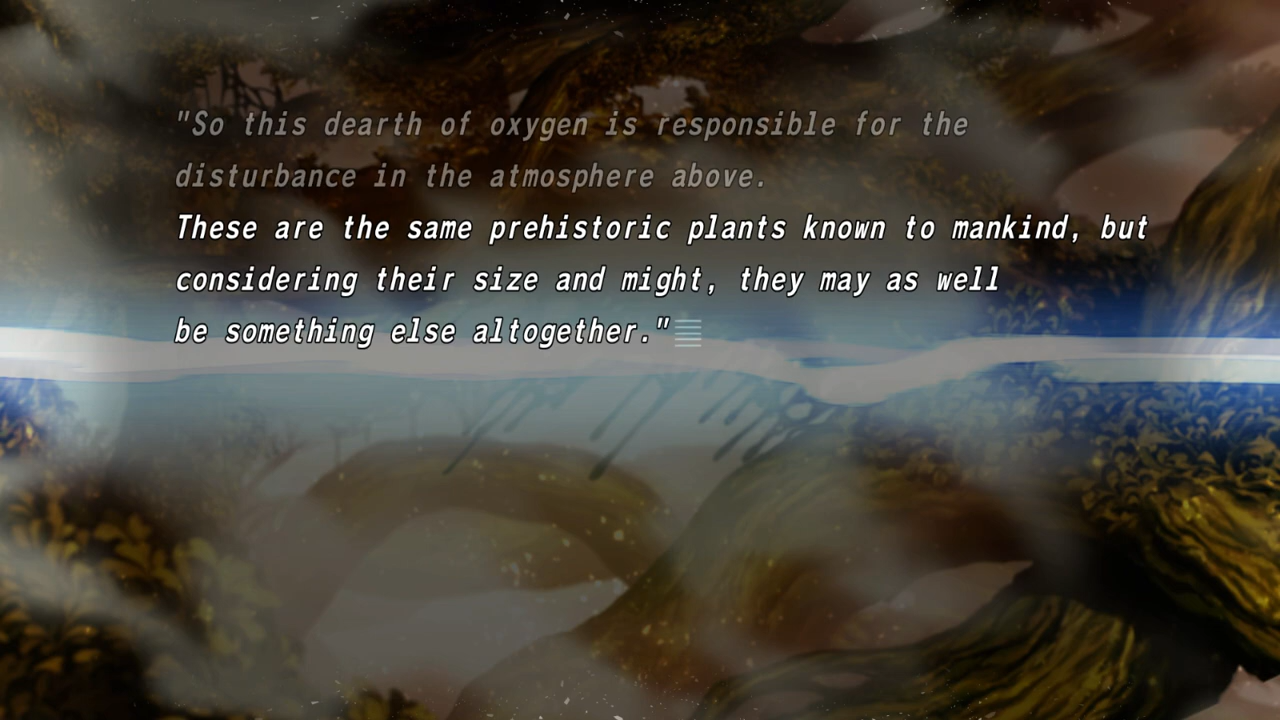 "So this dearth of oxygen is responsible for the
disturbance in the atmosphere above.
These are the same prehistoric plants known to mankind, but
considering their size and might, they may as well
be something else altogether."